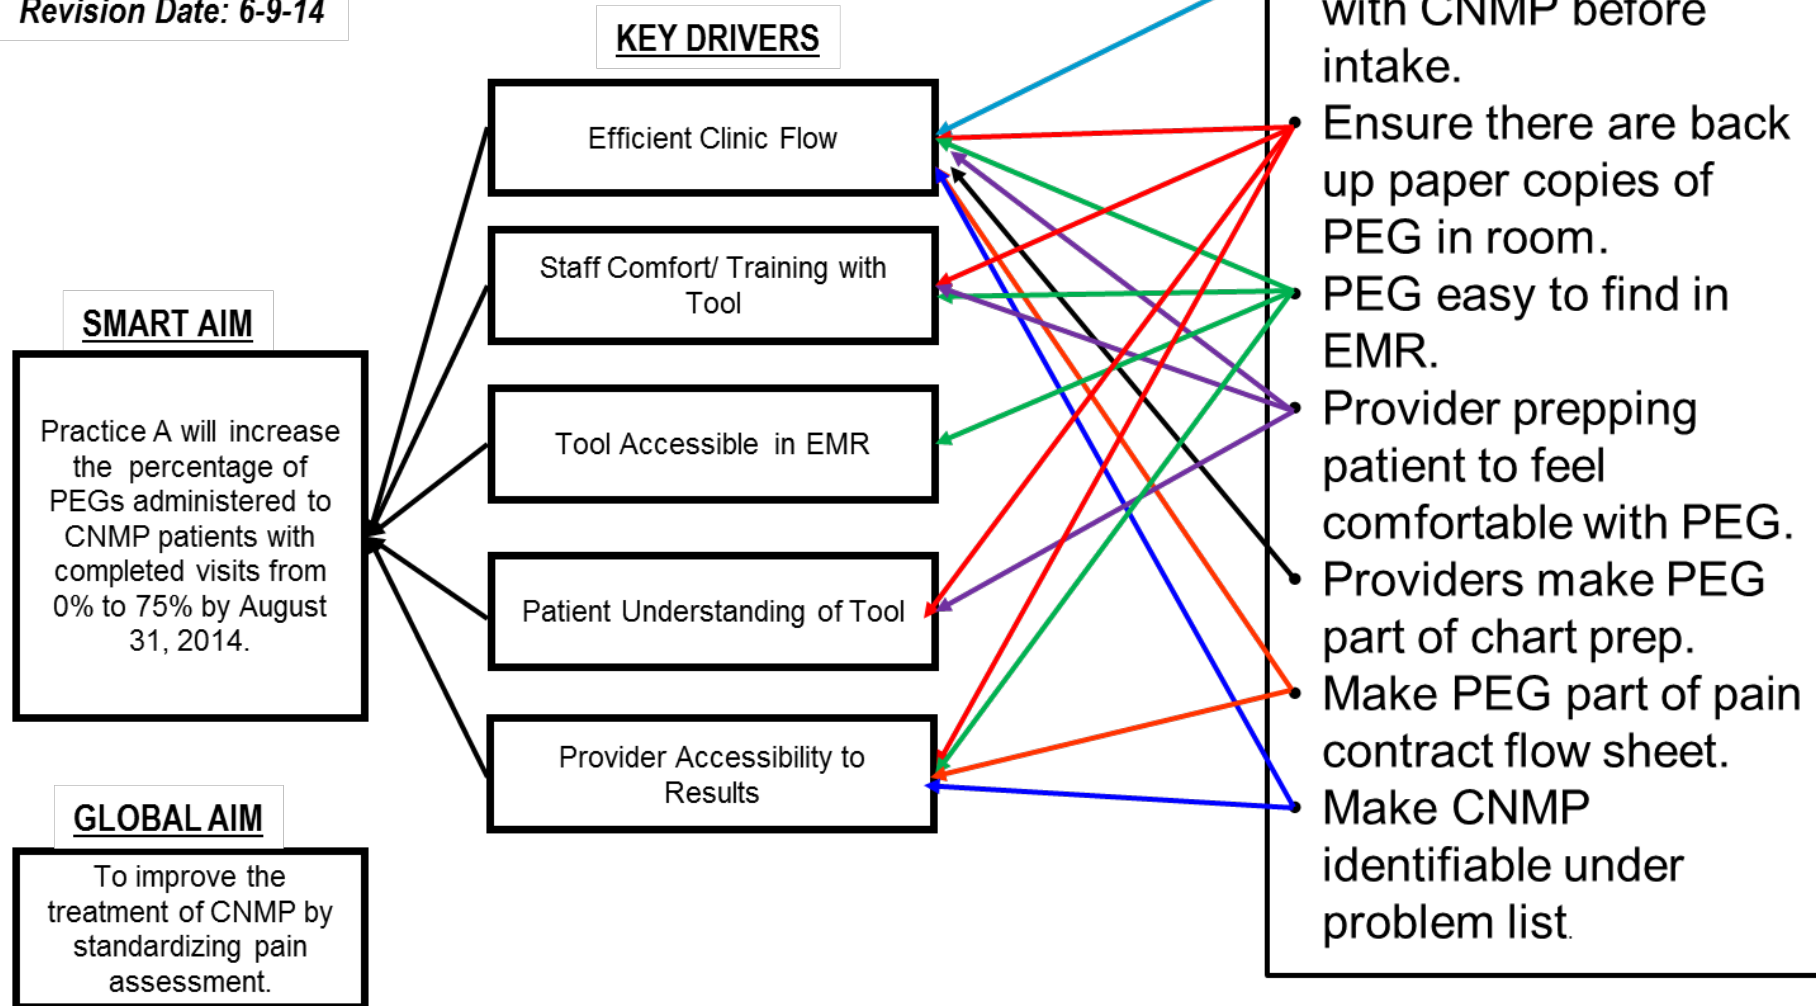 Revision Date: 6-9-14
KEY DRIVERS
Efficient Clinic Flow
Staff Comfort/ Training with
Tool
Tool Accessible in EMR
Patient Understanding of Tool
Provider Accessibility to
Results
SMART AIM
Practice A will increase
the percentage of
PEGs administered to
CNMP patients with
completed visits from
0% to 75% by August
31, 2014.
GLOBAL AIM
To improve the
treatment of CNMP by
standardizing pain
assessment.
with CNMP before
intake.
Ensure there are back
up paper copies of
PEG in room.
PEG easy to find in
EMR.
Provider prepping
patient to feel
comfortable with PEG.
Providers make PEG
part of chart prep.
Make PEG part of pain
contract flow sheet.
Make CNMP
identifiable under
problem list.